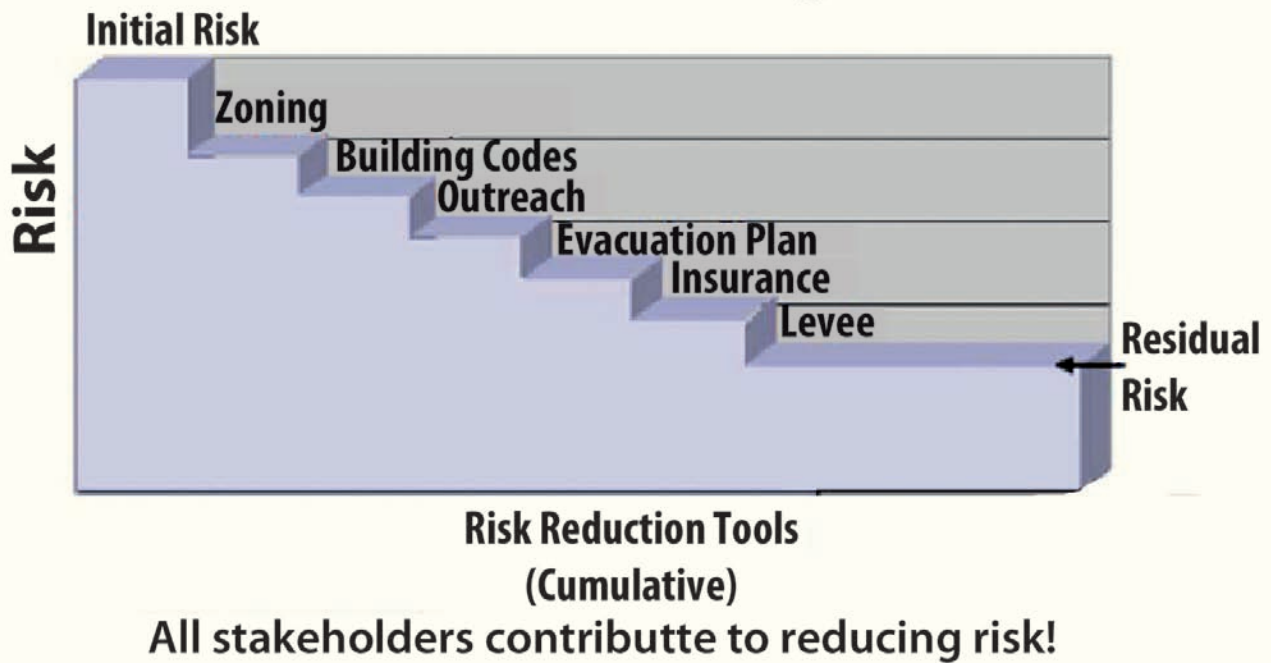 Initial Risk
Zoning
Building Codes
Outreach
Evacuation Plan
Insurance
Levee
Risk
Residual
Risk
Risk Reduction Tools
(Cumulative)
All stakeholders contributte to reducing risk!